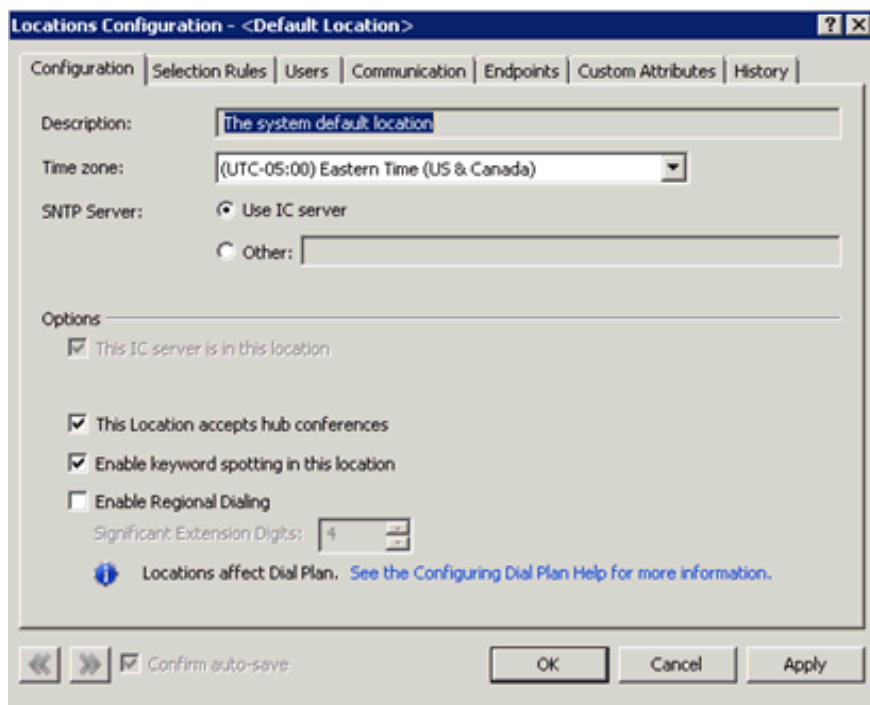 Locations Configuration - <Default Location>
Configuration Selection Rules Users Communication Endpoints Custom Attributes History
Description: The system default location
Time zone: (UTC-05:00) Eastern Time (US & Canada)
SNTP Server: Use IC server
Other:
Options
This IC server is in this location
This Location accepts hub conferences
Enable keyword spotting in this location
Enable Regional Dialing
Significant Extension Digits: 4
Locations affect Dial Plan. See the Configuring Dial Plan Help for more information.
Confirm auto-save OK Cancel Apply